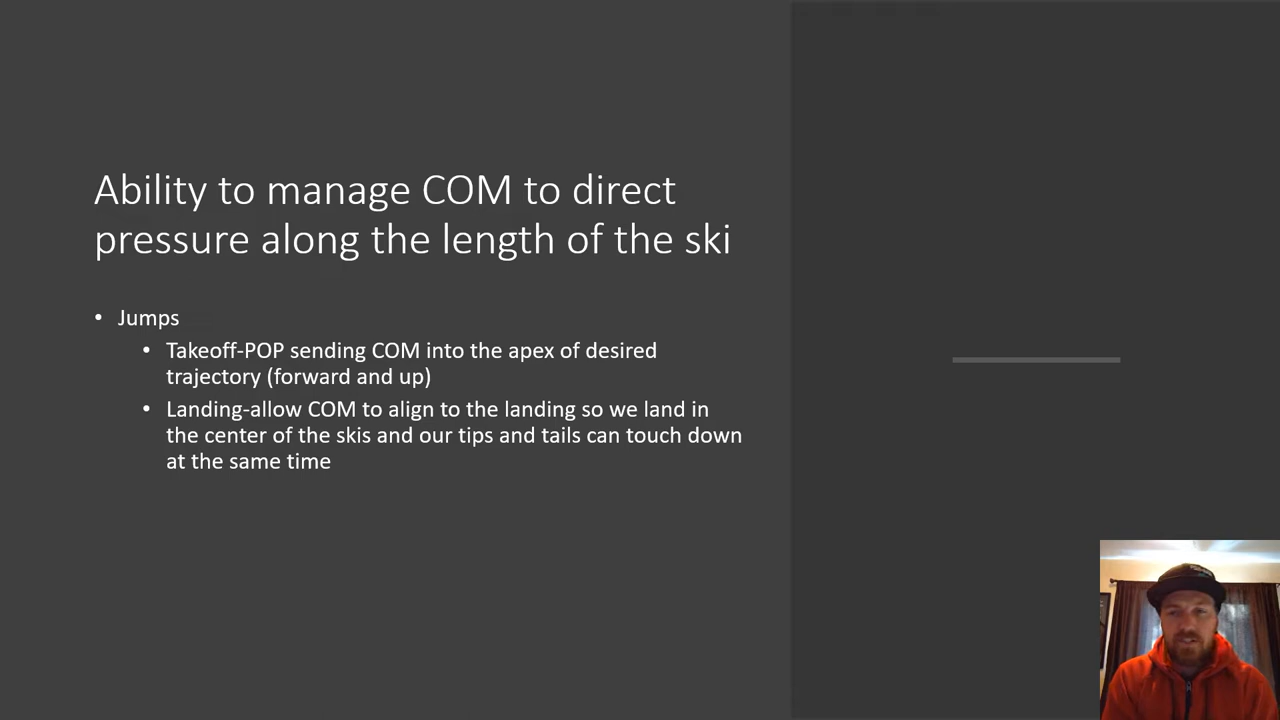 Ability to manage COM to direct
pressure along the length of the ski
• Jumps
• Takeoff-POP sending COM into the apex of desired
trajectory (forward and up)
• Landing-allow COM to align to the landing so we land in
the center of the skis and our tips and tails can touch down
at the same time